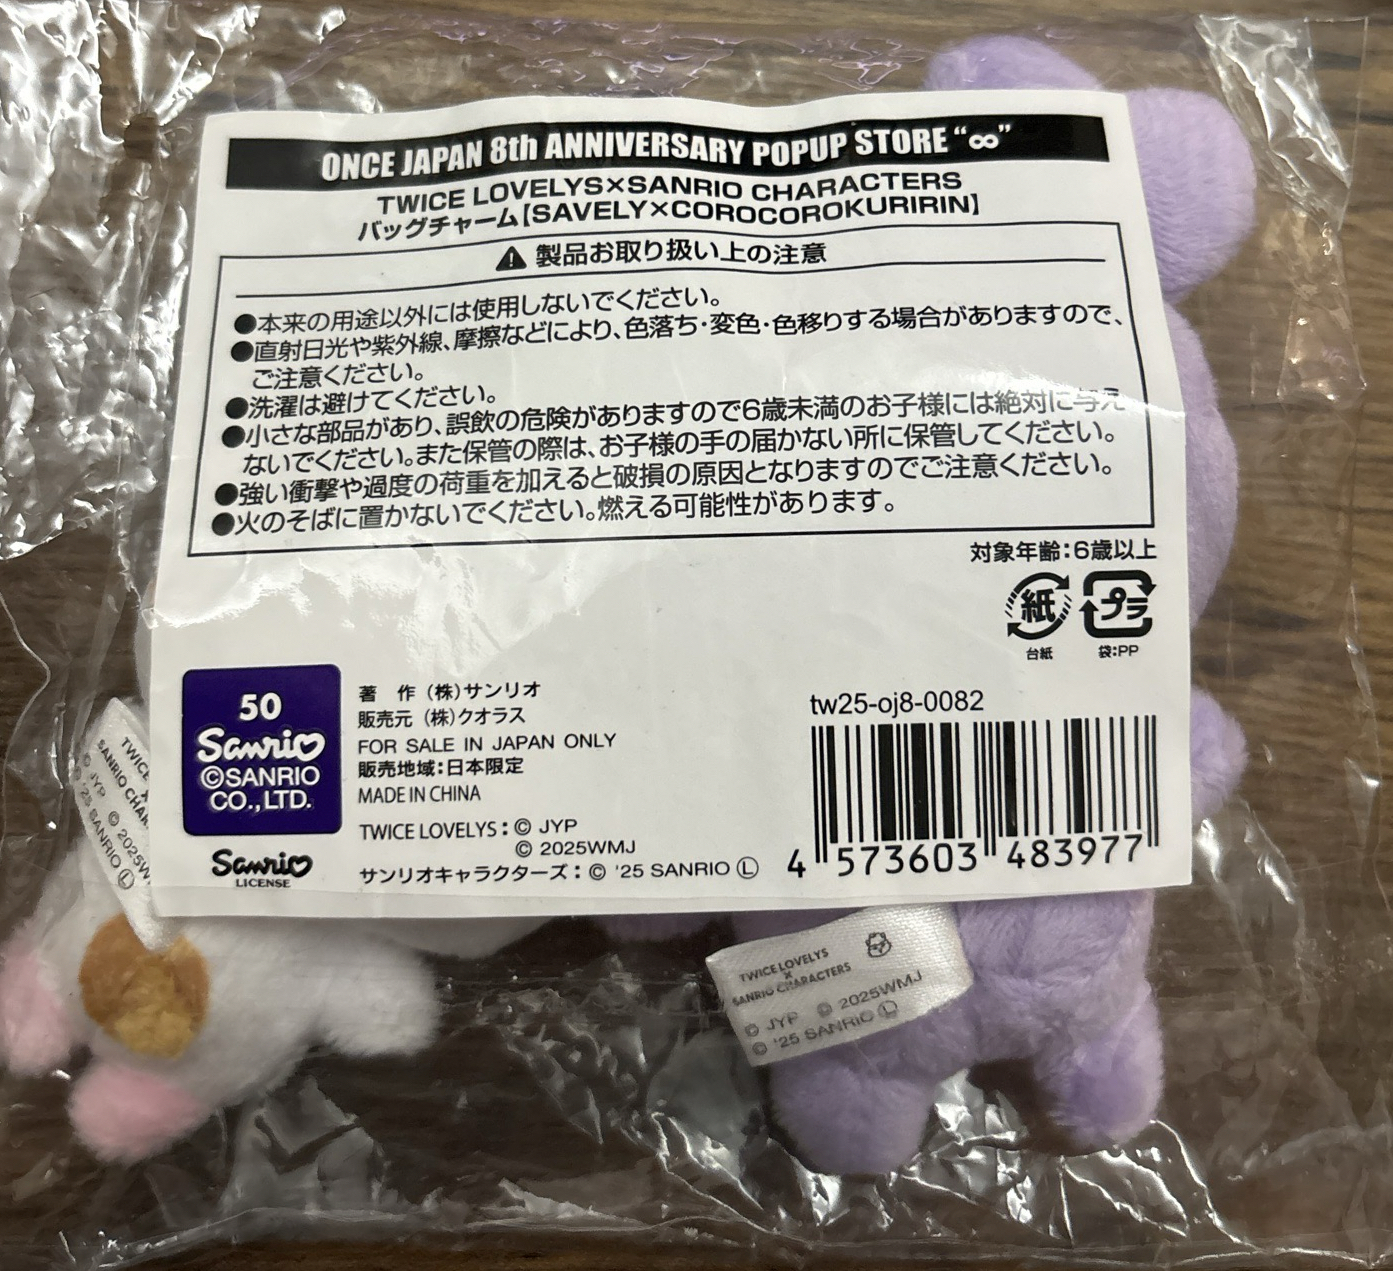 ONCE JAPAN 8th ANNIVERSARY POPUP STORE “∞”
TWICE LOVELYS×SANRIO CHARACTERS
バッグチャーム【SAVELY×COROCOROKURIRIN】
製品お取り扱い上の注意
●本来の用途以外には使用しないでください。
●直射日光や紫外線、摩擦などにより、色落ち・変色・色移りする場合がありますので、
ご注意ください。
●洗濯は避けてください。
●小さな部品があり、誤飲の危険がありますので6歳未満のお子様には絶対に与え
ないでください。また保管の際は、お子様の手の届かない所に保管してください。
●強い衝撃や過度の荷重を加えると破損の原因となりますのでご注意ください。
●火のそばに置かないでください。燃える可能性があります。
対象年齢：6歳以上
紙 プラ
台紙 袋：PP
50
Sanrio
©SANRIO
CO.,LTD.
Sanrio
LICENSE
著 作 （株）サンリオ
販売元 （株）クオラス
FOR SALE IN JAPAN ONLY
販売地域：日本限定
MADE IN CHINA
TWICE LOVELYS：© JYP
© 2025WMJ
サンリオキャラクターズ：© '25 SANRIO Ⓛ
tw25-oj8-0082
4 573603 483977
TWICE
×
SANRIO CHAR
© JYP © 2025W
© '25 SANRIO Ⓛ
TWICE LOVELYS
×
SANRIO CHARACTERS
© JYP © 2025WMJ
© '25 SANRIO Ⓛ